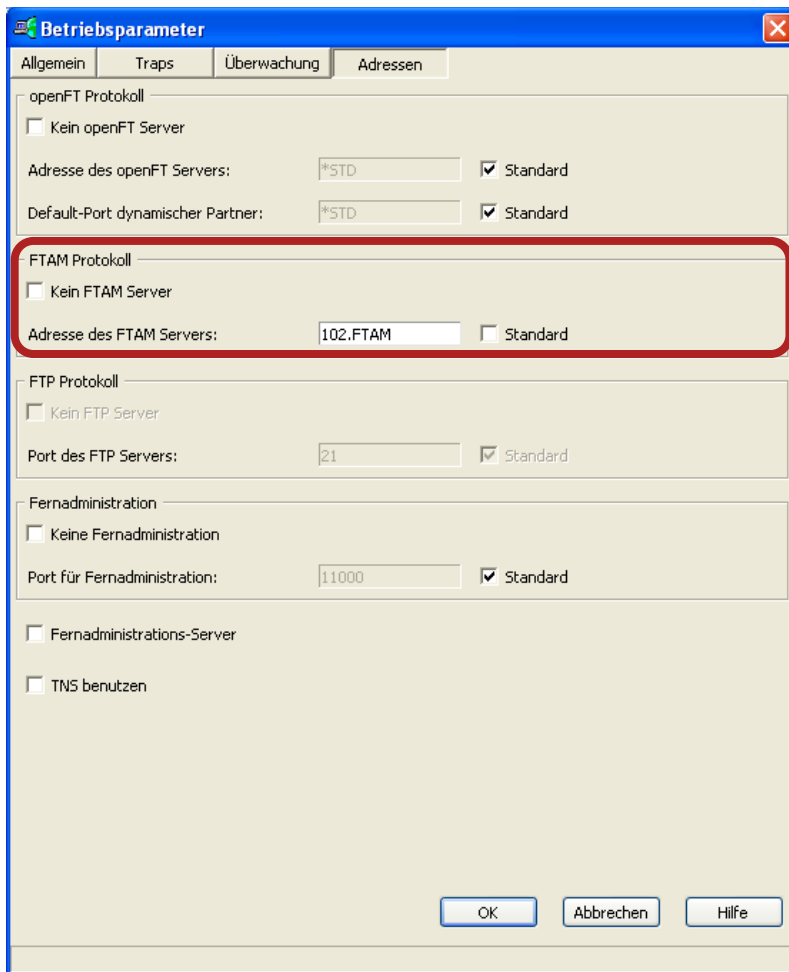 Betriebsparameter
Allgemein Traps Überwachung Adressen
openFT Protokoll
Kein openFT Server
Adresse des openFT Servers: *STD Standard
Default-Port dynamischer Partner: *STD Standard
FTAM Protokoll
Kein FTAM Server
Adresse des FTAM Servers: 102.FTAM Standard
FTP Protokoll
Kein FTP Server
Port des FTP Servers: 21 Standard
Fernadministration
Keine Fernadministration
Port für Fernadministration: 11000 Standard
Fernadministrations-Server
TNS benutzen
OK Abbrechen Hilfe